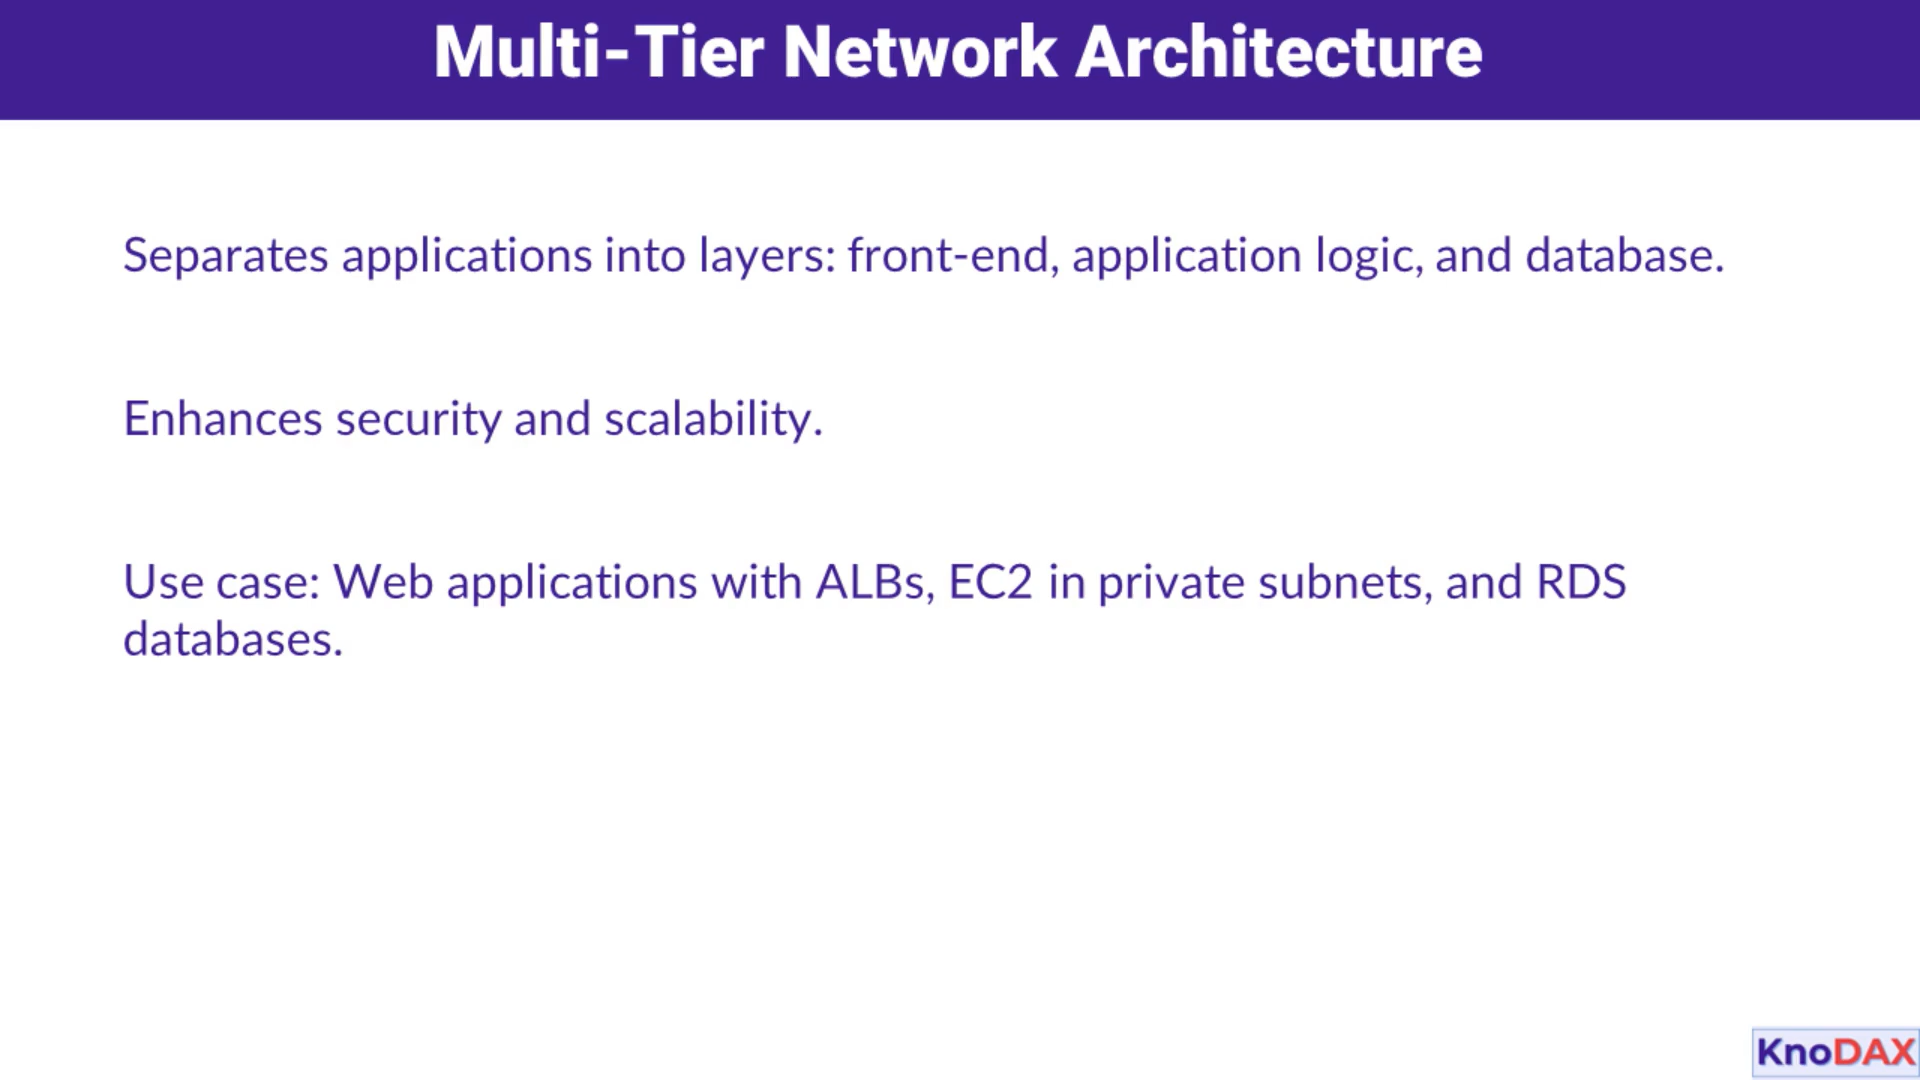 Multi-Tier Network Architecture
Separates applications into layers: front-end, application logic, and database.
Enhances security and scalability.
Use case: Web applications with ALBs, EC2 in private subnets, and RDS
databases.
KnoDAX